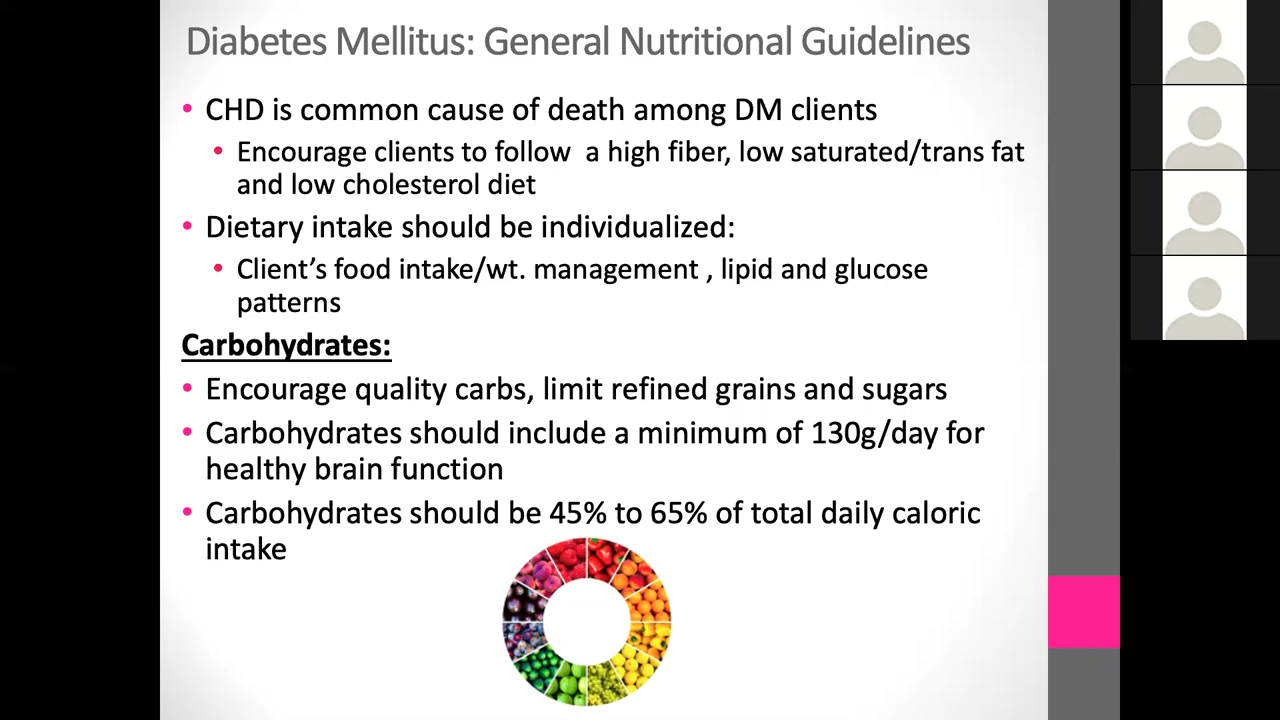 Diabetes Mellitus: General Nutritional Guidelines
• CHD is common cause of death among DM clients
• Encourage clients to follow a high fiber, low saturated/trans fat
and low cholesterol diet
• Dietary intake should be individualized:
• Client's food intake/wt. management , lipid and glucose
patterns
Carbohydrates:
• Encourage quality carbs, limit refined grains and sugars
• Carbohydrates should include a minimum of 130g/day for
healthy brain function
• Carbohydrates should be 45% to 65% of total daily caloric
intake